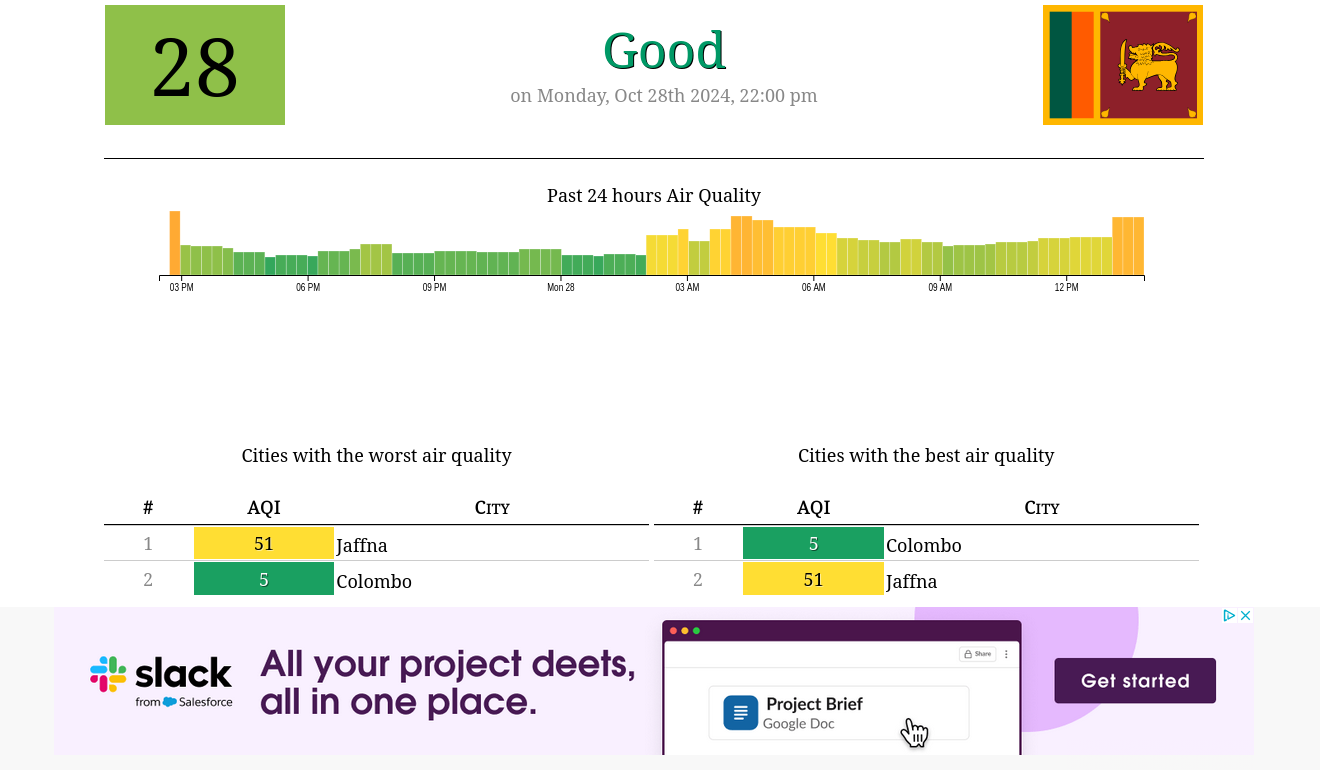 28
Good
on Monday, Oct 28th 2024, 22:00 pm
Past 24 hours Air Quality
03 PM 06 PM 09 PM Mon 28 03 AM 06 AM 09 AM 12 PM
Cities with the worst air quality
# AQI City
1 51 Jaffna
2 5 Colombo
Cities with the best air quality
# AQI City
1 5 Colombo
2 51 Jaffna
slack
from Salesforce
All your project deets,
all in one place.
Share
Project Brief
Google Doc
Get started